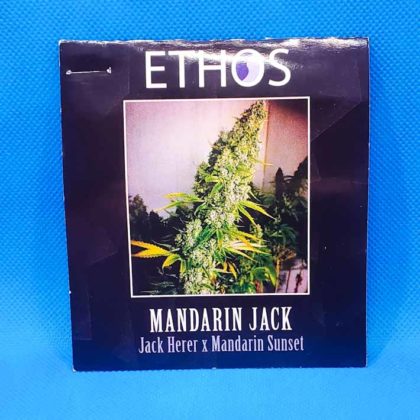 ETHOS
MANDARIN JACK
Jack Herer x Mandarin Sunset